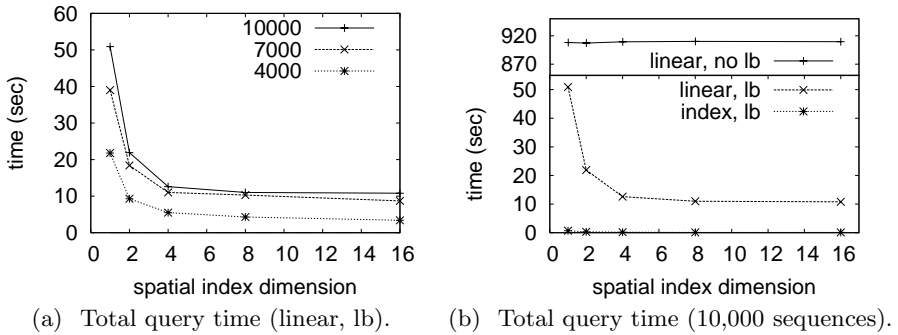 60
50
40
30
20
10
0
time (sec)
10000
7000
4000
0 2 4 6 8 10 12 14 16
spatial index dimension
(a) Total query time (linear, lb).
920
870
linear, no lb
50
40
30
20
10
0
time (sec)
linear, lb
index, lb
0 2 4 6 8 10 12 14 16
spatial index dimension
(b) Total query time (10,000 sequences).